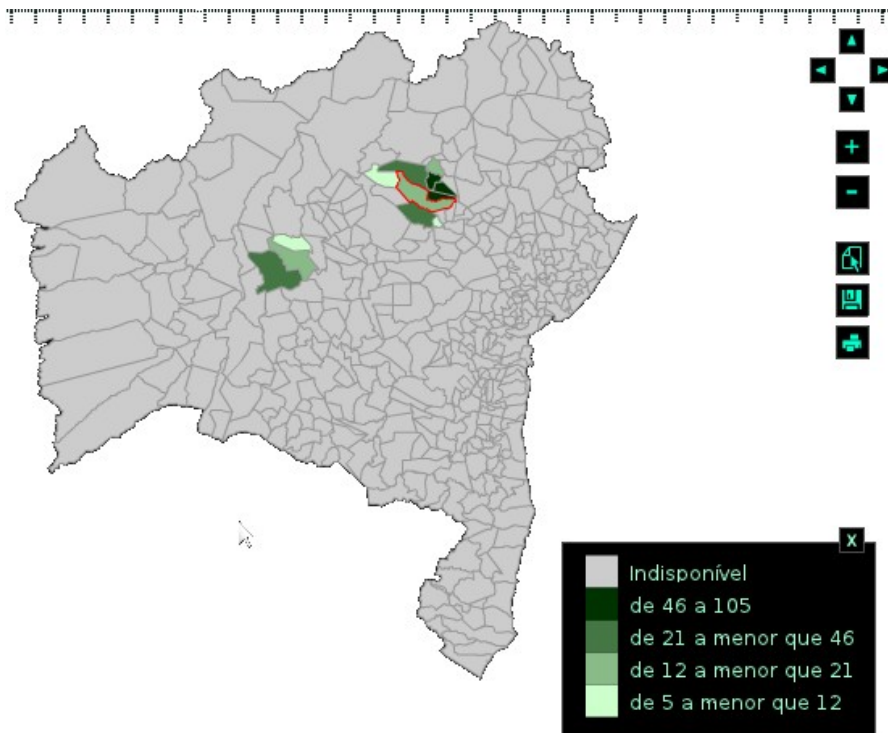 X
Indisponível
de 46 a 105
de 21 a menor que 46
de 12 a menor que 21
de 5 a menor que 12